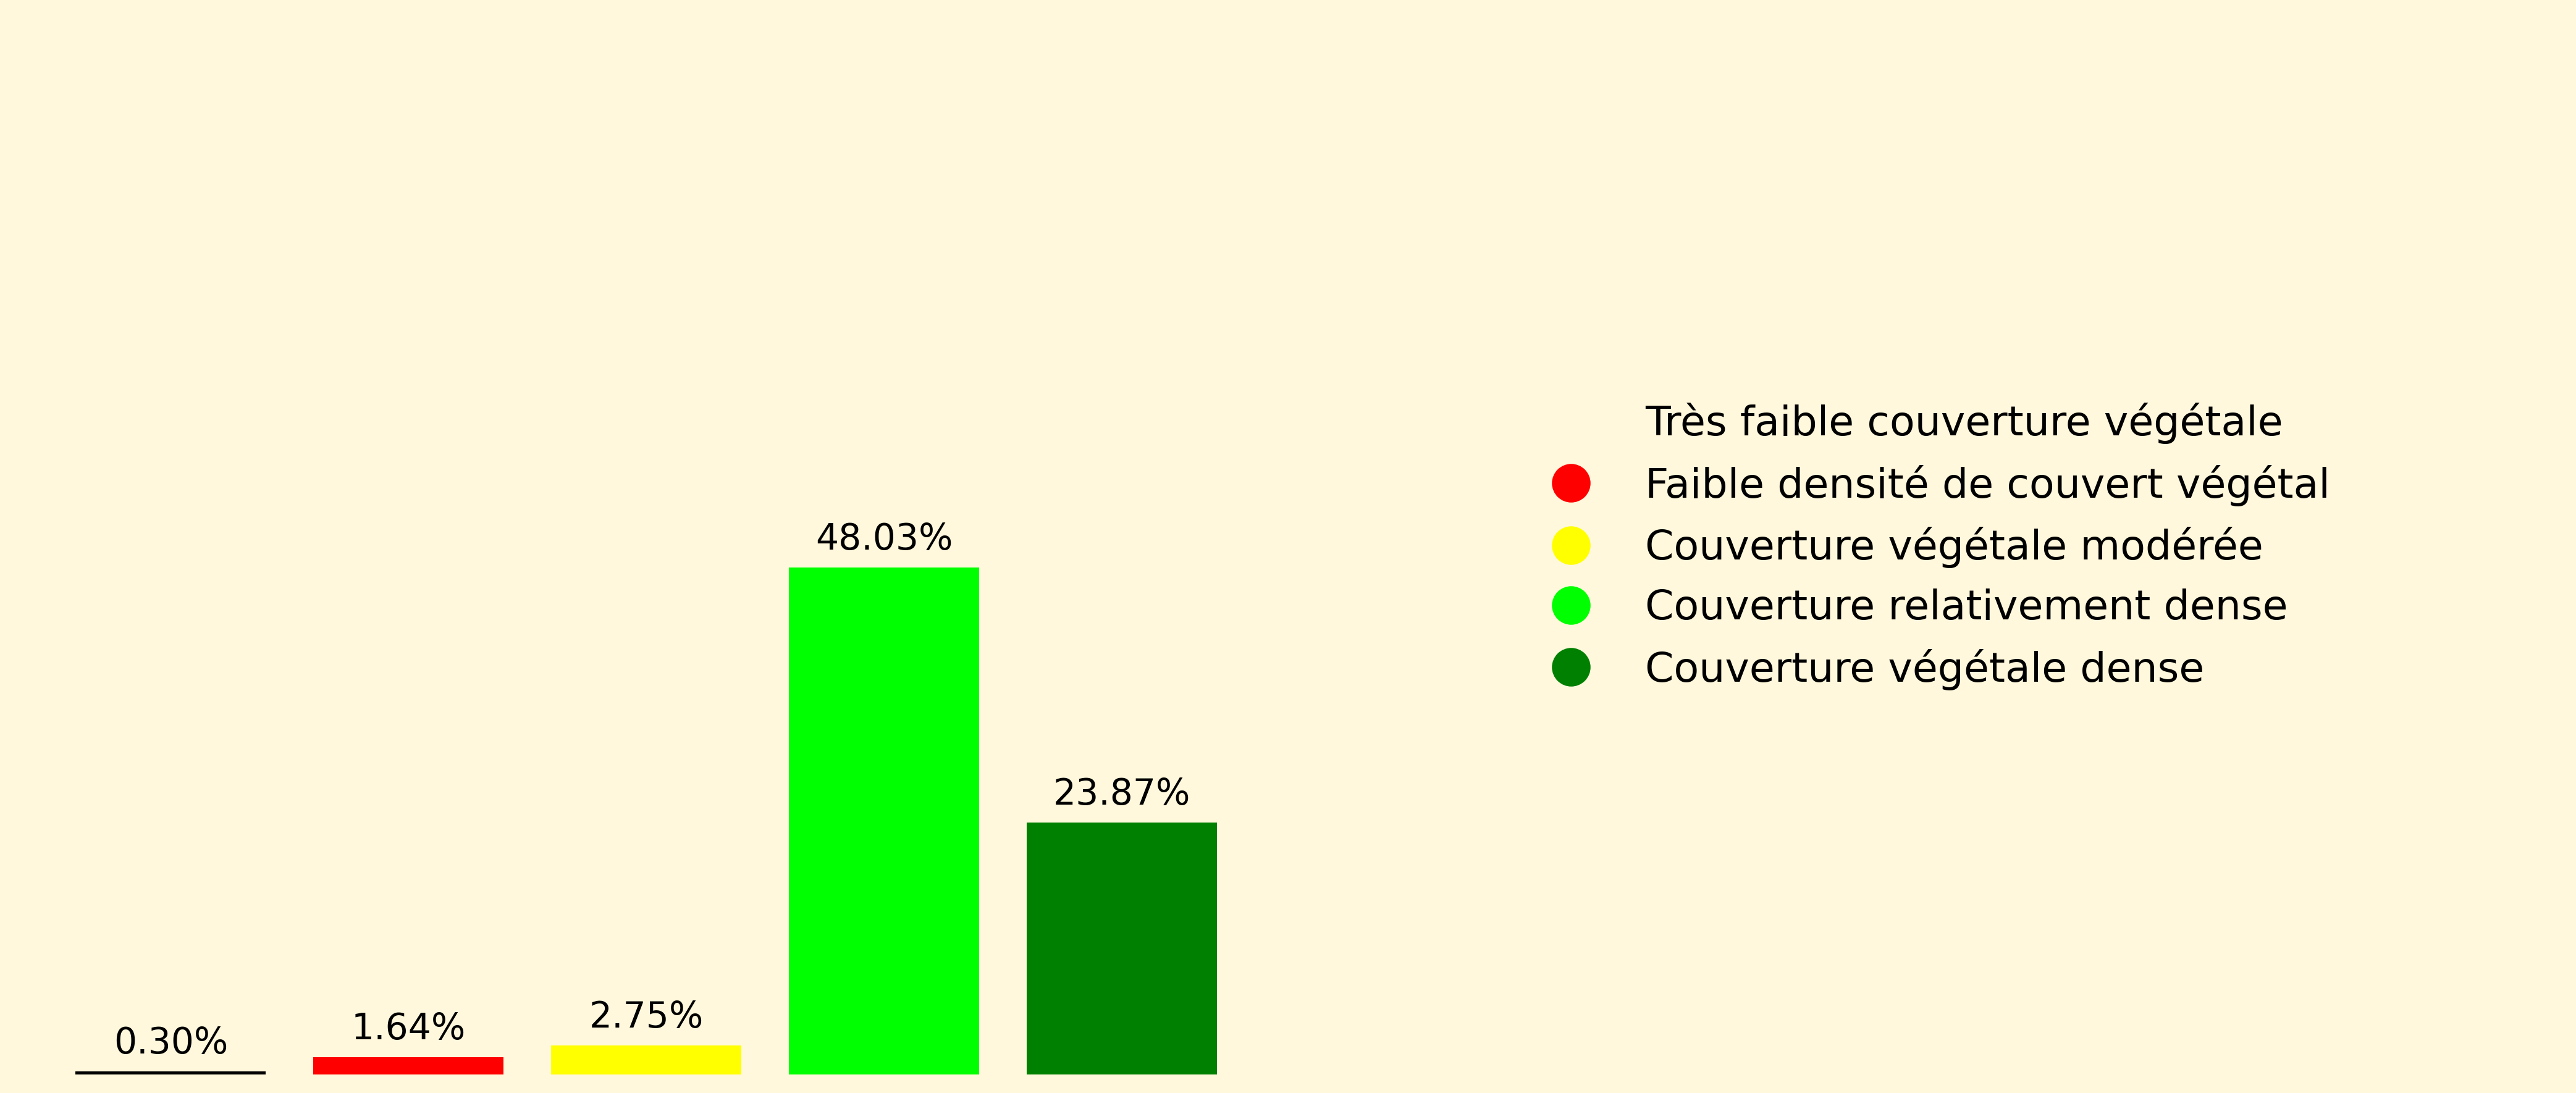 0.30%
1.64%
2.75%
48.03%
23.87%
Très faible couverture végétale
Faible densité de couvert végétal
Couverture végétale modérée
Couverture relativement dense
Couverture végétale dense